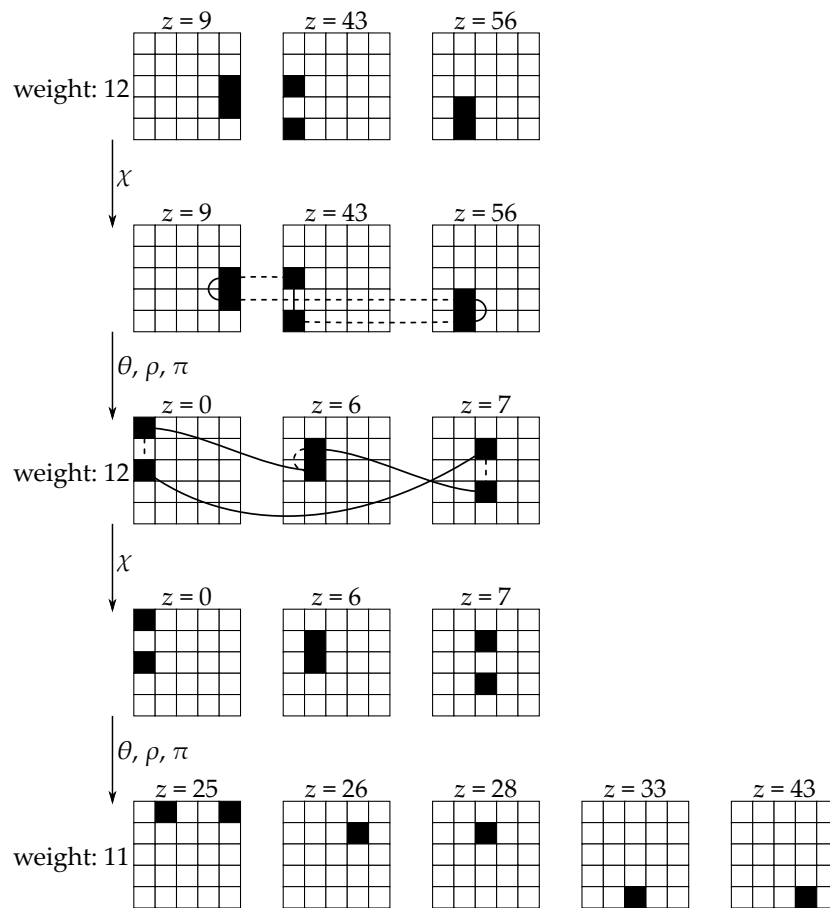 z = 9 z = 43 z = 56
weight: 12
χ
z = 9 z = 43 z = 56
θ, ρ, π
z = 0 z = 6 z = 7
weight: 12
χ
z = 0 z = 6 z = 7
θ, ρ, π
z = 25 z = 26 z = 28 z = 33 z = 43
weight: 11